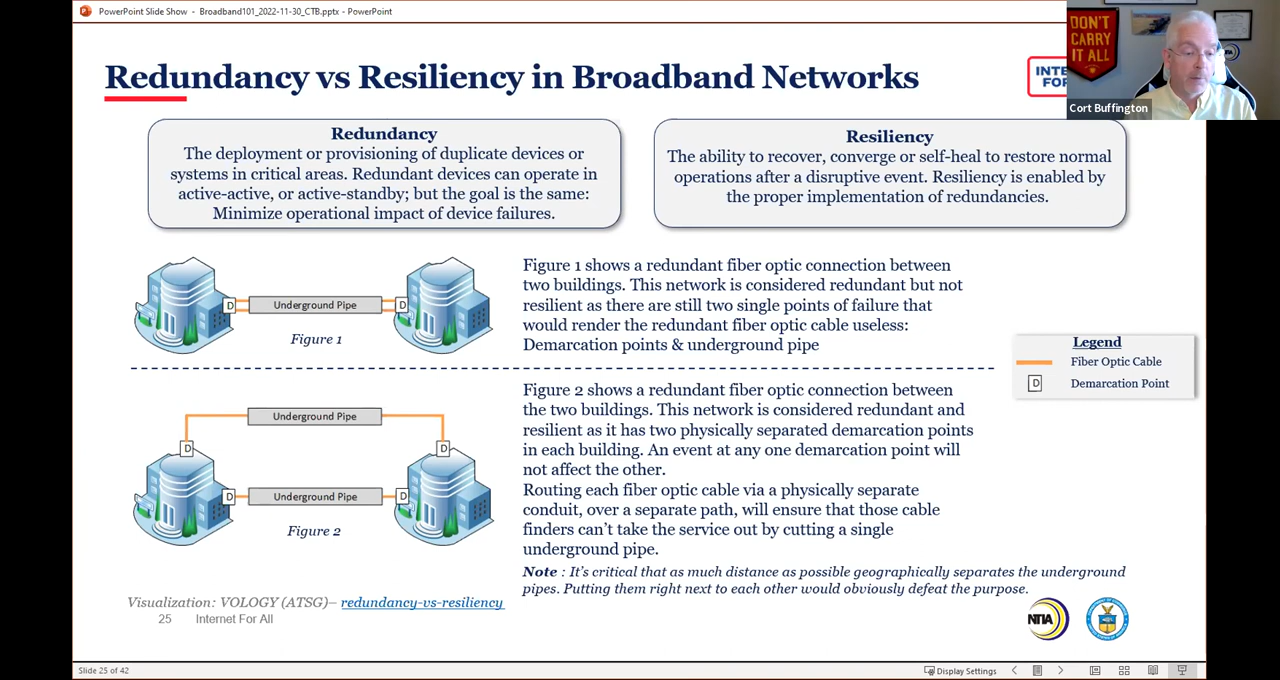 PowerPoint Slide Show - Broadband101_2022-11-30_CTB.pptx - PowerPoint
DON'T
CARRY
IT ALL
Cort Buffington
Redundancy vs Resiliency in Broadband Networks
Redundancy
The deployment or provisioning of duplicate devices or
systems in critical areas. Redundant devices can operate in
active-active, or active-standby; but the goal is the same:
Minimize operational impact of device failures.
Resiliency
The ability to recover, converge or self-heal to restore normal
operations after a disruptive event. Resiliency is enabled by
the proper implementation of redundancies.
D
Underground Pipe
D
Figure 1
Figure 1 shows a redundant fiber optic connection between
two buildings. This network is considered redundant but not
resilient as there are still two single points of failure that
would render the redundant fiber optic cable useless:
Demarcation points & underground pipe
Legend
Fiber Optic Cable
D Demarcation Point
Underground Pipe
D
D
D
Underground Pipe
D
Figure 2
Figure 2 shows a redundant fiber optic connection between
the two buildings. This network is considered redundant and
resilient as it has two physically separated demarcation points
in each building. An event at any one demarcation point will
not affect the other.
Routing each fiber optic cable via a physically separate
conduit, over a separate path, will ensure that those cable
finders can't take the service out by cutting a single
underground pipe.
Note : It's critical that as much distance as possible geographically separates the underground
pipes. Putting them right next to each other would obviously defeat the purpose.
Visualization: VOLOGY (ATSG)– redundancy-vs-resiliency
25 Internet For All
NTIA
Slide 25 of 42
Display Settings